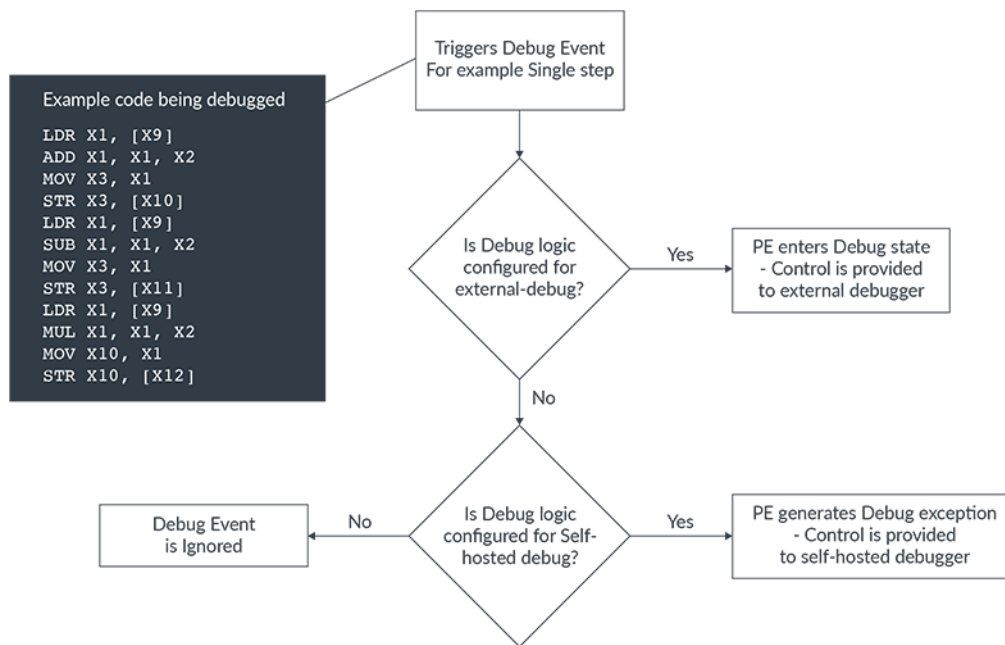 Triggers Debug Event
For example Single step
Example code being debugged
LDR X1, [X9]
ADD X1, X1, X2
MOV X3, X1
STR X3, [X10]
LDR X1, [X9]
SUB X1, X1, X2
MOV X3, X1
STR X3, [X11]
LDR X1, [X9]
MUL X1, X1, X2
MOV X10, X1
STR X10, [X12]
Is Debug logic
configured for
external-debug?
Yes
PE enters Debug state
- Control is provided
to external debugger
No
Is Debug logic
configured for Self-
hosted debug?
No
Debug Event
is Ignored
Yes
PE generates Debug exception
- Control is provided
to self-hosted debugger